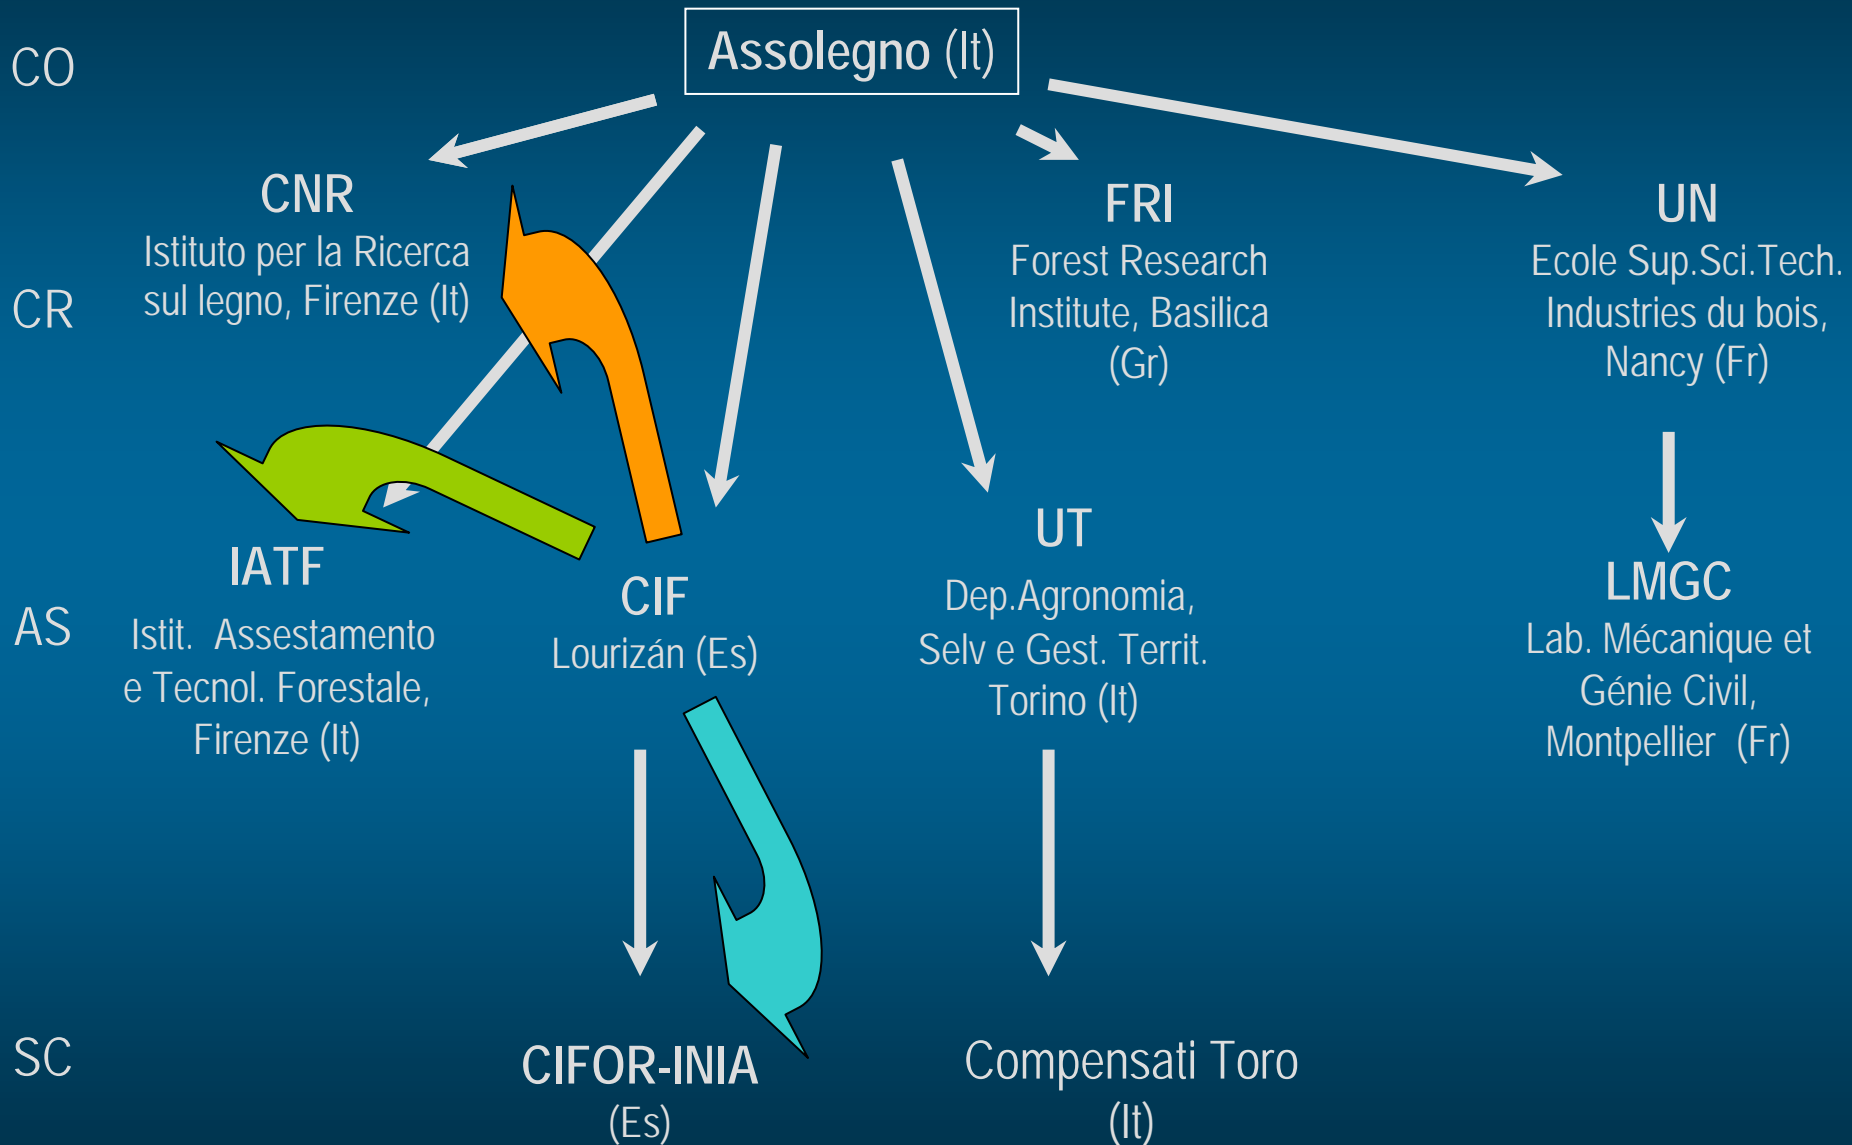 CO
Assolegno (It)
CR
CNR
Istituto per la Ricerca
sul legno, Firenze (It)
FRI
Forest Research
Institute, Basilica
(Gr)
UN
Ecole Sup.Sci.Tech.
Industries du bois,
Nancy (Fr)
AS
IATF
Istit. Assestamento
e Tecnol. Forestale,
Firenze (It)
CIF
Lourizán (Es)
UT
Dep.Agronomia,
Selv e Gest. Territ.
Torino (It)
LMGC
Lab. Mécanique et
Génie Civil,
Montpellier (Fr)
SC
CIFOR-INIA
(Es)
Compensati Toro
(It)